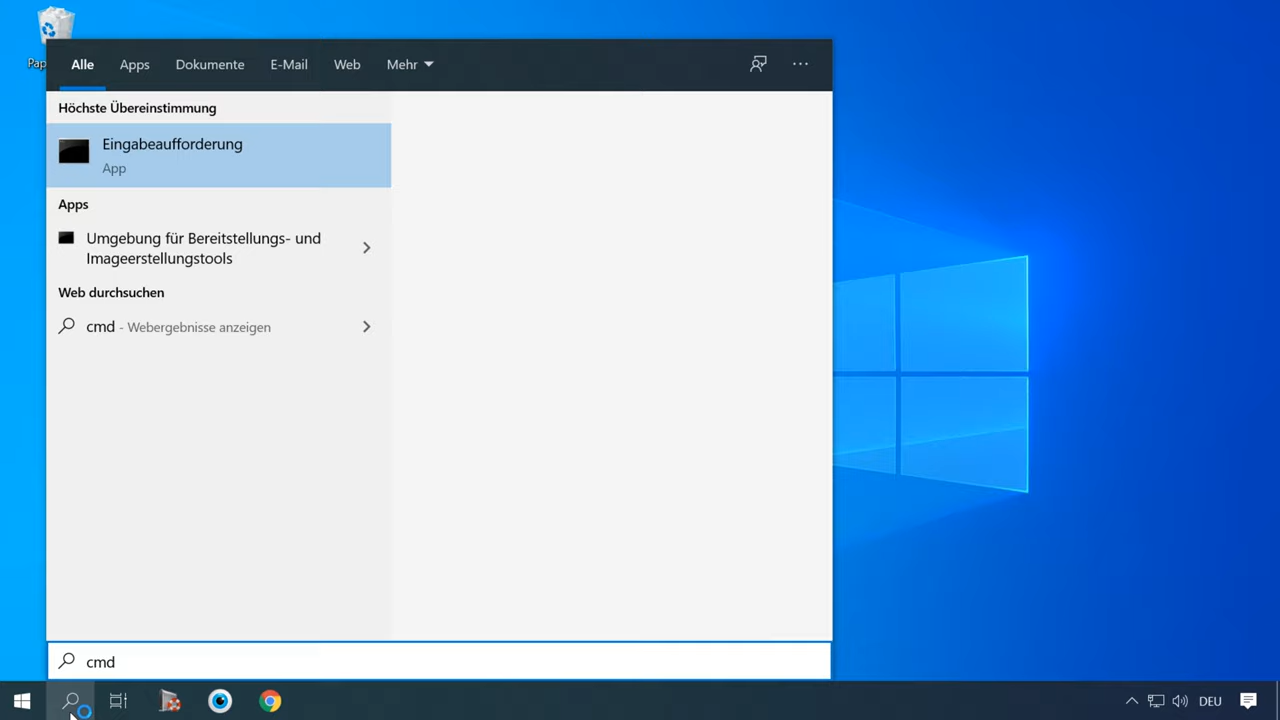 Pap
Alle Apps Dokumente E-Mail Web Mehr
Höchste Übereinstimmung
Eingabeaufforderung
App
Apps
Umgebung für Bereitstellungs- und
Imageerstellungstools
Web durchsuchen
cmd - Webergebnisse anzeigen
cmd
DEU